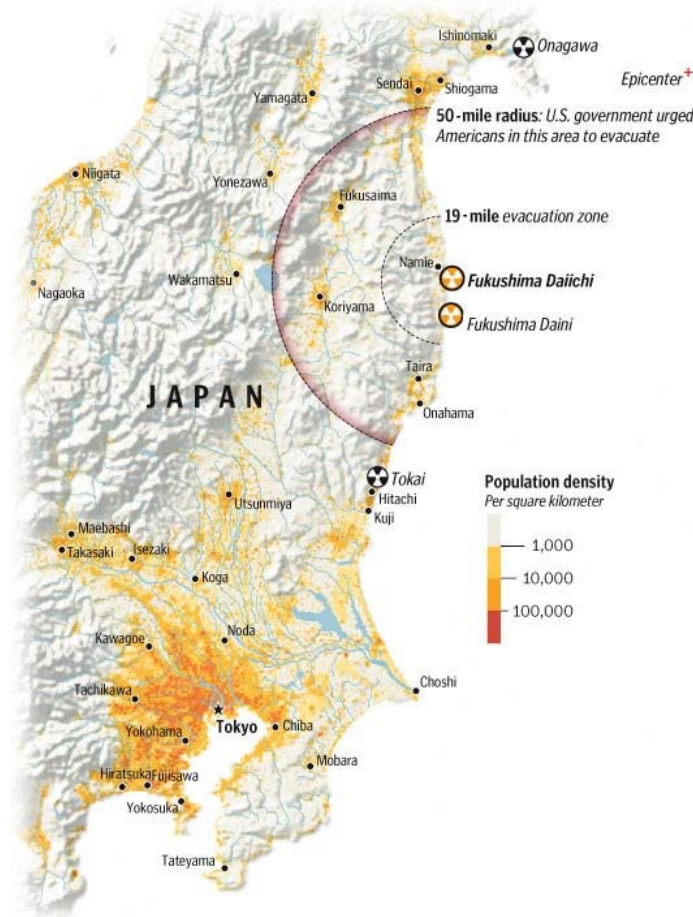 Ishinomaki
Onagawa
Epicenter+
Sendai
Shiogama
Yamagata
50-mile radius: U.S. government urged
Americans in this area to evacuate
Niigata
Yonezawa
Fukusaima
19-mile evacuation zone
Namie
Wakamatsu
Fukushima Daiichi
Nagaoka
Koriyama
Fukushima Daini
Taira
JAPAN
Onahama
Tokai
Hitachi
Kuji
Utsunmiya
Population density
Per square kilometer
1,000
10,000
100,000
Maebashi
Takasaki
Isezaki
Koga
Noda
Kawagoe
Tachikawa
Choshi
Tokyo
Chiba
Yokohama
Mobara
Hiratsuka
Fujisawa
Yokosuka
Tateyama